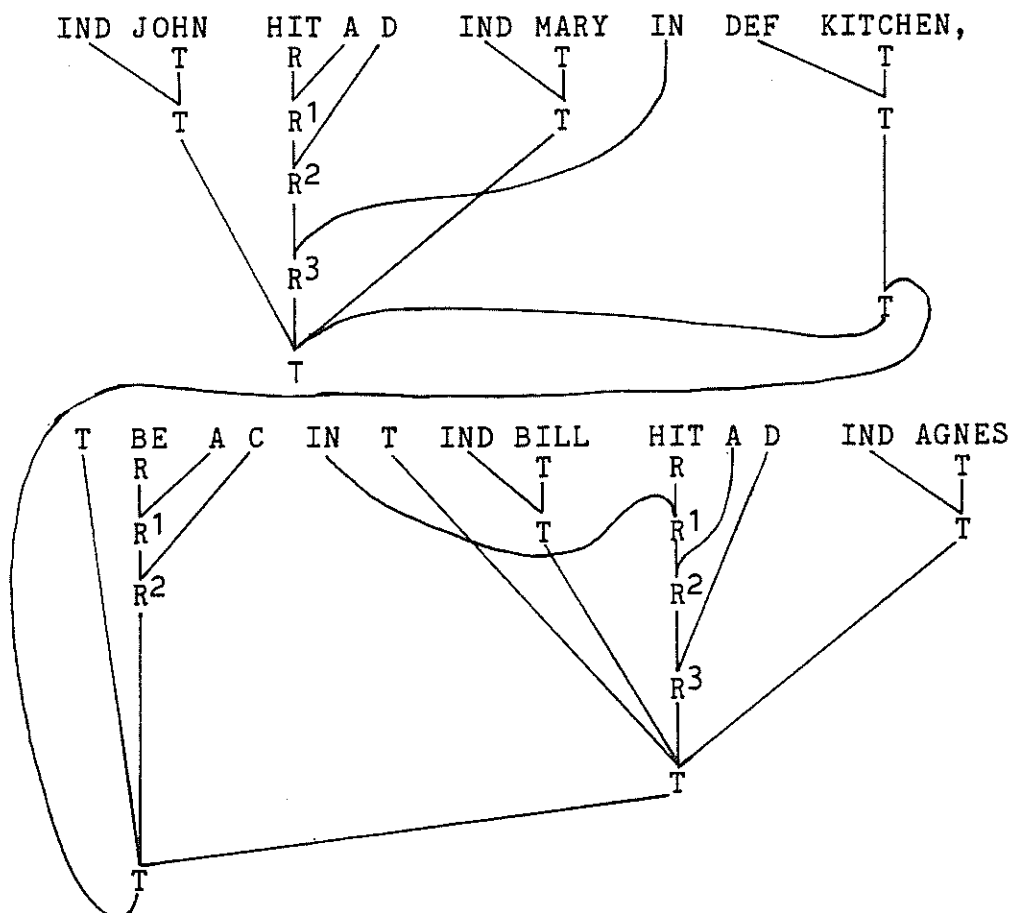 IND JOHN HIT A D IND MARY IN DEF KITCHEN,
T R T T
T R¹ T T
R²
R³
T
T
T BE A C IN T IND BILL HIT A D IND AGNES
R T R T
R¹ T R¹ T
R² R²
R³
T
T